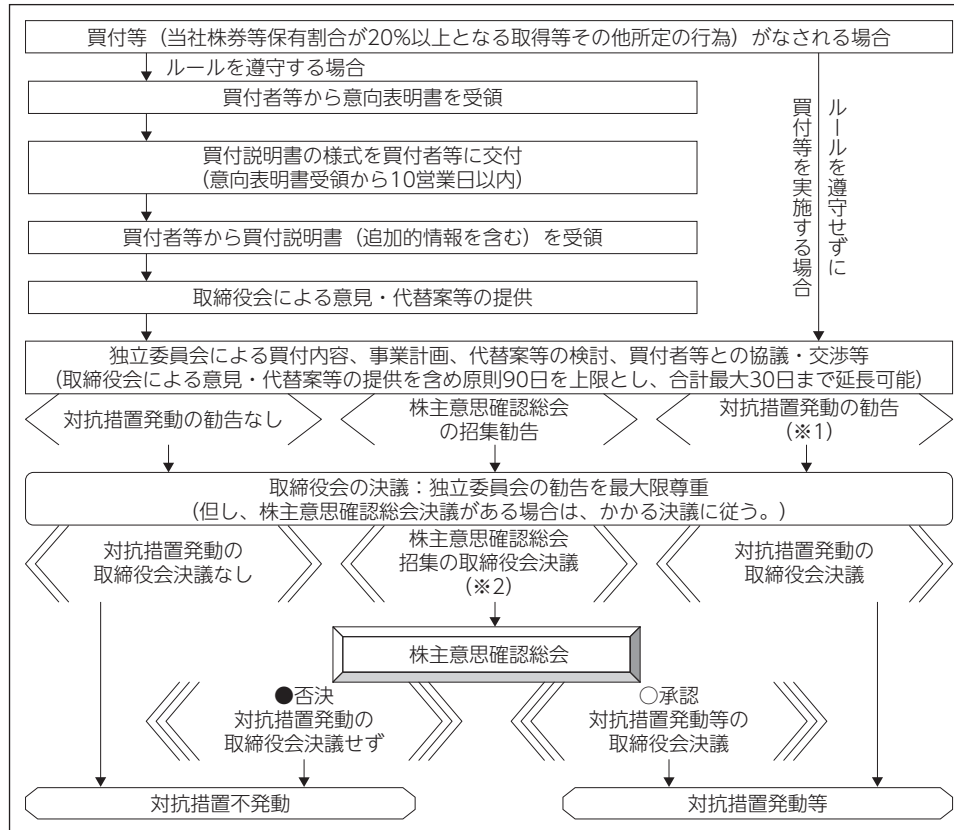 買付等（当社株券等保有割合が20%以上となる取得等その他所定の行為）がなされる場合
ルールを遵守する場合
買付者等から意向表明書を受領
買付説明書の様式を買付者等に交付
（意向表明書受領から10営業日以内）
買付者等から買付説明書（追加的情報を含む）を受領
取締役会による意見・代替案等の提供
ルールを遵守せずに
買付等を実施する場合
独立委員会による買付内容、事業計画、代替案等の検討、買付者等との協議・交渉等
（取締役会による意見・代替案等の提供を含め原則90日を上限とし、合計最大30日まで延長可能）
対抗措置発動の勧告なし
株主意思確認総会
の招集勧告
対抗措置発動の勧告
（※1）
取締役会の決議：独立委員会の勧告を最大限尊重
（但し、株主意思確認総会決議がある場合は、かかる決議に従う。）
対抗措置発動の
取締役会決議なし
株主意思確認総会
招集の取締役会決議
（※2）
対抗措置発動の
取締役会決議
株主意思確認総会
●否決
対抗措置発動の
取締役会決議せず
○承認
対抗措置発動等の
取締役会決議
対抗措置不発動
対抗措置発動等